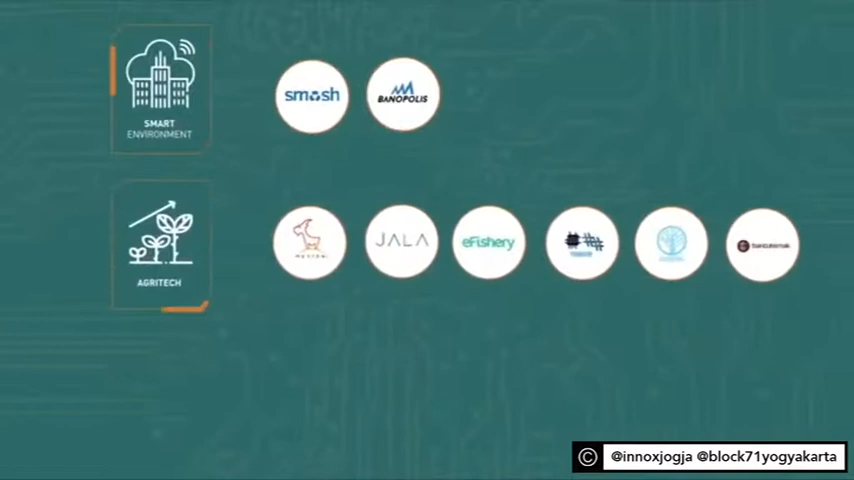 SMART
ENVIRONMENT
smash
BANOPOLIS
AGRITECH
JALA
eFishery
© @innoxjogja @block71yogyakarta